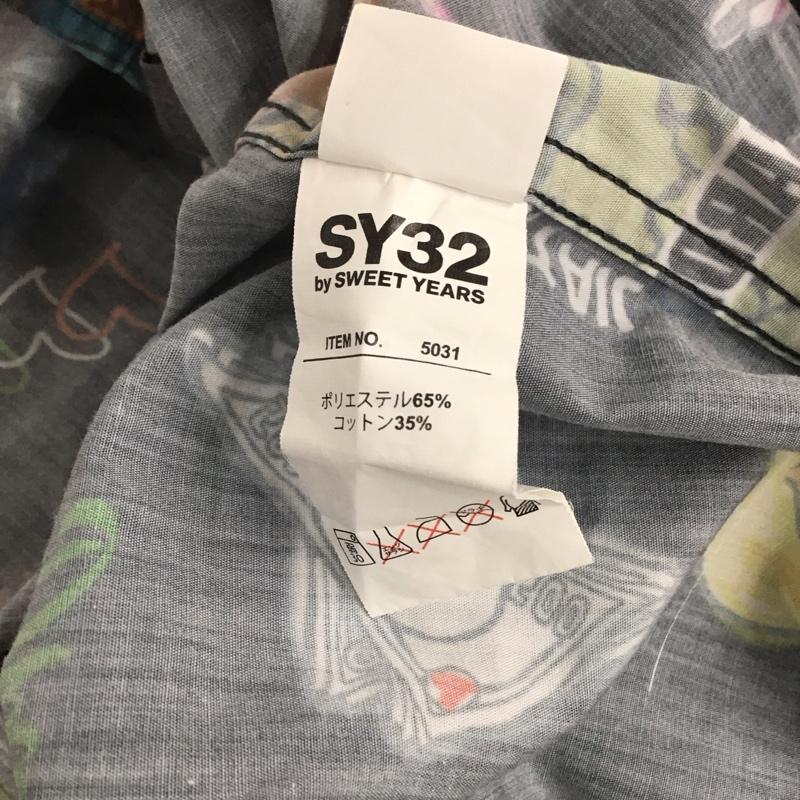 SY32
by SWEET YEARS
ITEM NO. 5031
ポリエステル65%
コットン35%
100